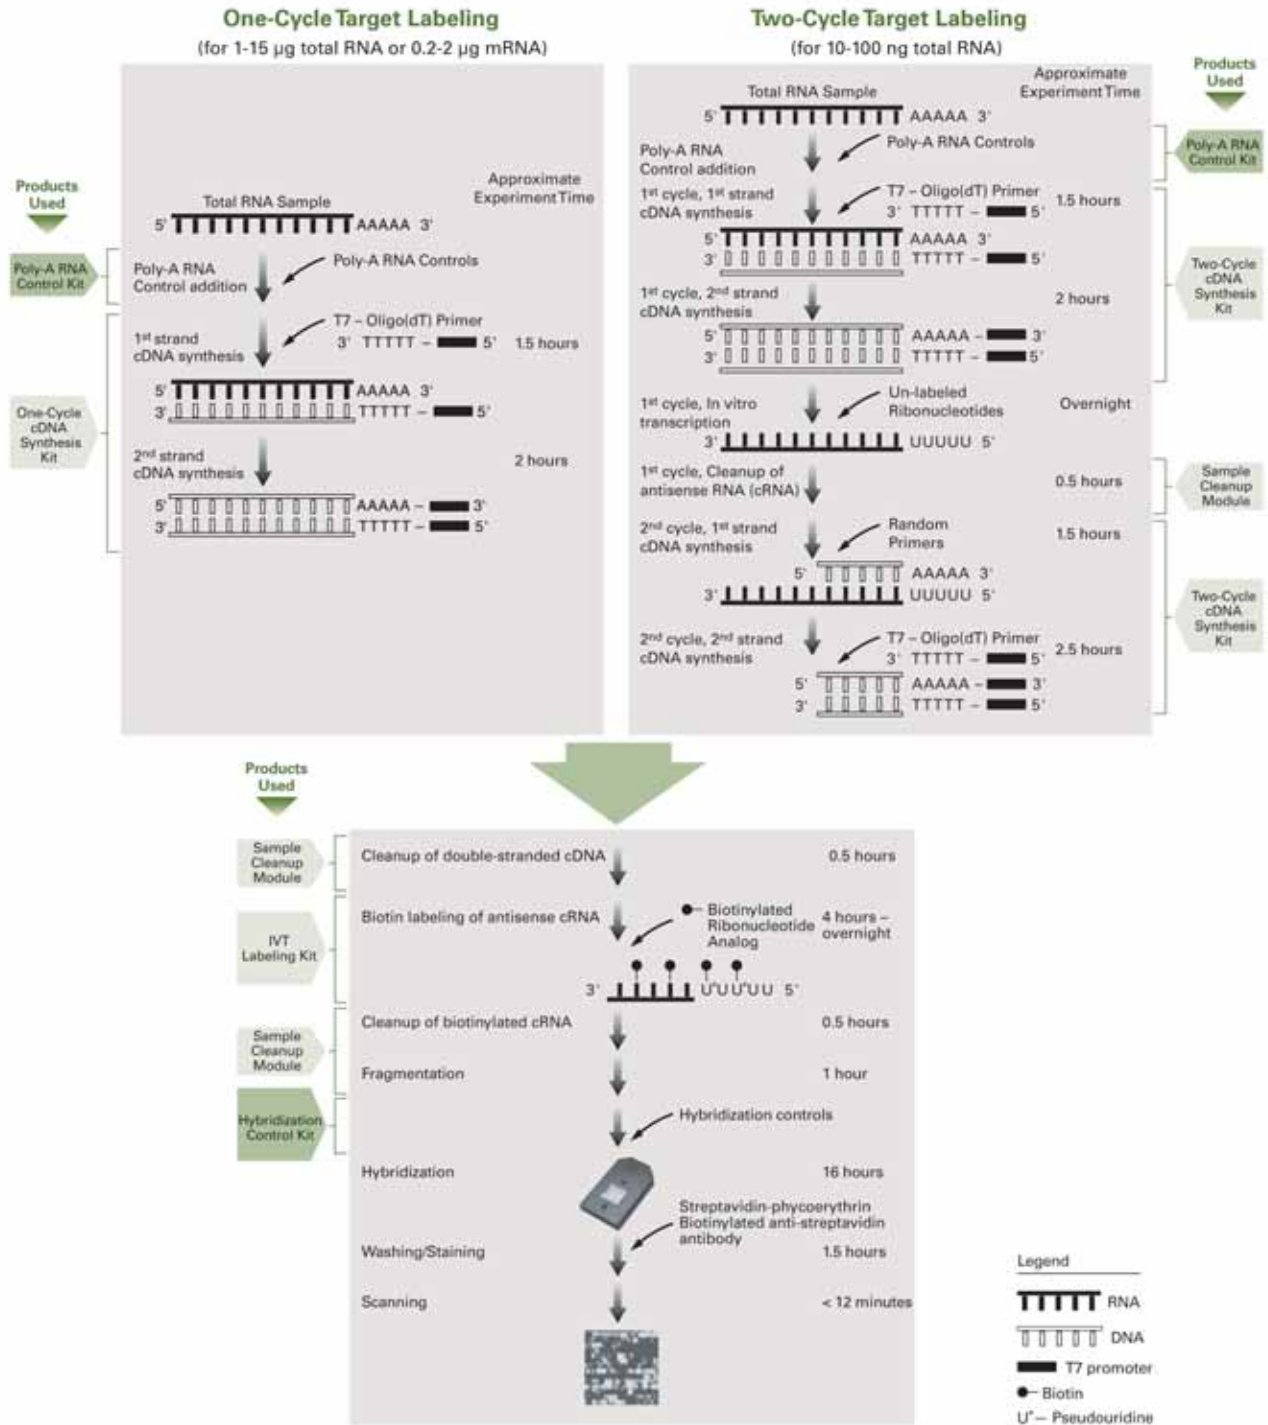 One-Cycle Target Labeling
(for 1-15 µg total RNA or 0.2-2 µg mRNA)
Products
Used
Approximate
Experiment Time
Total RNA Sample
5' AAAAA 3'
Poly-A RNA
Control Kit
Poly-A RNA
Control addition
Poly-A RNA Controls
1st strand
cDNA synthesis
T7 – Oligo(dT) Primer
3' TTTTT – 5'
1.5 hours
5' AAAAA 3'
3' TTTTT – 5'
One-Cycle
cDNA
Synthesis
Kit
2nd strand
cDNA synthesis
2 hours
5' AAAAA – 3'
3' TTTTT – 5'
Two-Cycle Target Labeling
(for 10-100 ng total RNA)
Products
Used
Approximate
Experiment Time
Total RNA Sample
5' AAAAA 3'
Poly-A RNA
Control addition
Poly-A RNA Controls
Poly-A RNA
Control Kit
1st cycle, 1st strand
cDNA synthesis
T7 – Oligo(dT) Primer
3' TTTTT – 5'
1.5 hours
5' AAAAA 3'
3' TTTTT – 5'
Two-Cycle
cDNA
Synthesis
Kit
1st cycle, 2nd strand
cDNA synthesis
2 hours
5' AAAAA – 3'
3' TTTTT – 5'
1st cycle, In vitro
transcription
Un-labeled
Ribonucleotides
Overnight
3' UUUUU 5'
1st cycle, Cleanup of
antisense RNA (cRNA)
0.5 hours
Sample
Cleanup
Module
2nd cycle, 1st strand
cDNA synthesis
Random
Primers
1.5 hours
5' AAAAA 3'
3' UUUUU 5'
Two-Cycle
cDNA
Synthesis
Kit
2nd cycle, 2nd strand
cDNA synthesis
T7 – Oligo(dT) Primer
3' TTTTT – 5'
2.5 hours
5' AAAAA – 3'
3' TTTTT – 5'
Products
Used
Sample
Cleanup
Module
Cleanup of double-stranded cDNA
0.5 hours
IVT
Labeling Kit
Biotin labeling of antisense cRNA
Biotinylated
Ribonucleotide
Analog
4 hours –
overnight
3' U*UU*UU 5'
Sample
Cleanup
Module
Cleanup of biotinylated cRNA
0.5 hours
Fragmentation
1 hour
Hybridization
Control Kit
Hybridization controls
Hybridization
16 hours
Streptavidin-phycoerythrin
Biotinylated anti-streptavidin
antibody
Washing/Staining
1.5 hours
Scanning
< 12 minutes
Legend
RNA
DNA
T7 promoter
Biotin
U*– Pseudouridine